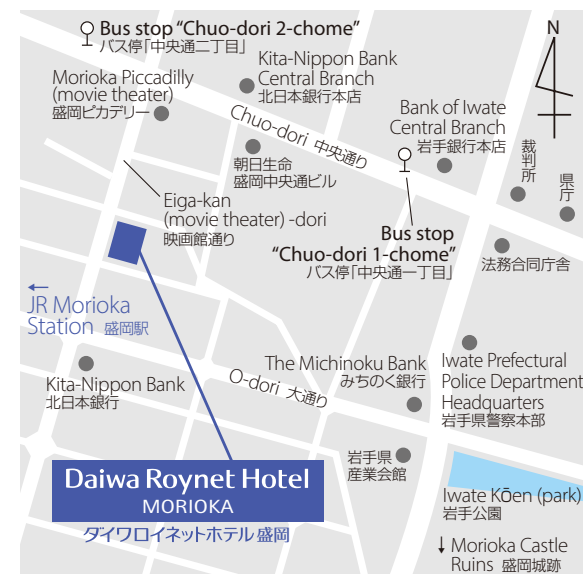 Bus stop “Chuo-dori 2-chome”
バス停「中央通二丁目」
N
Morioka Piccadilly
(movie theater)
盛岡ピカデリー
Kita-Nippon Bank
Central Branch
北日本銀行本店
Chuo-dori 中央通り
Bank of Iwate
Central Branch
岩手銀行本店
裁判所
県庁
朝日生命
盛岡中央通ビル
Eiga-kan
(movie theater) -dori
映画館通り
Bus stop
“Chuo-dori 1-chome”
バス停「中央通一丁目」
法務合同庁舎
←
JR Morioka
Station 盛岡駅
Kita-Nippon Bank
北日本銀行
O-dori 大通り
The Michinoku Bank
みちのく銀行
Iwate Prefectural
Police Department
Headquarters
岩手県警察本部
岩手県
産業会館
Daiwa Roynet Hotel
MORIOKA
ダイワロイネットホテル盛岡
Iwate Kōen (park)
岩手公園
↓ Morioka Castle
Ruins 盛岡城跡